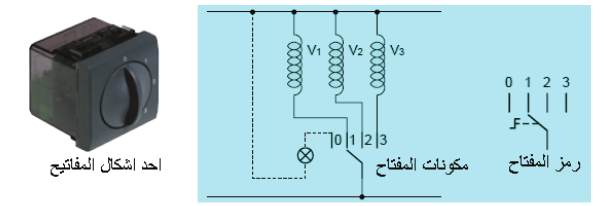 V1 V2 V3
0 1 2 3
0 1 2 3
احد اشكال المفاتيح
مكونات المفتاح
رمز المفتاح